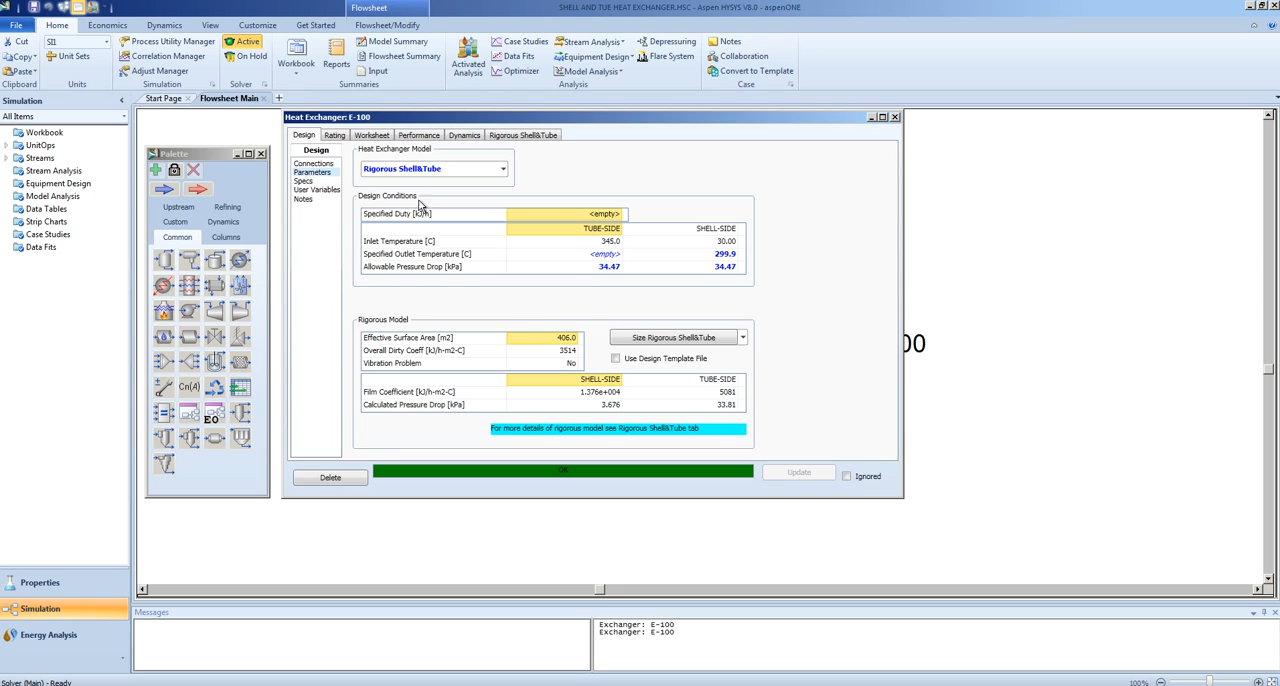 Flowsheet
SHELL AND TUE HEAT EXCHANGER.HSC - Aspen HYSYS V8.0 - aspenONE
File Home Economics Dynamics View Customize Get Started Flowsheet/Modify
Cut SI1 Process Utility Manager Active Model Summary Case Studies Stream Analysis Depressuring Notes
Copy Unit Sets Correlation Manager On Hold Workbook Reports Flowsheet Summary Activated Analysis Data Fits Equipment Design Flare System Collaboration
Paste Adjust Manager Input Optimizer Model Analysis Convert to Template
Clipboard Units Simulation Solver Summaries Analysis Case
Simulation
Start Page Flowsheet Main
All Items
Workbook
UnitOps
Streams
Stream Analysis
Equipment Design
Model Analysis
Data Tables
Strip Charts
Case Studies
Data Fits
Properties
Simulation
Energy Analysis
Palette
Upstream Refining
Custom Dynamics
Common Columns
Cn(A)
EO
Heat Exchanger: E-100
Design Rating Worksheet Performance Dynamics Rigorous Shell&Tube
Design
Connections
Parameters
Specs
User Variables
Notes
Heat Exchanger Model
Rigorous Shell&Tube
Design Conditions
Specified Duty [kJ/h] <empty>
TUBE-SIDE SHELL-SIDE
Inlet Temperature [C] 345.0 30.00
Specified Outlet Temperature [C] <empty> 299.9
Allowable Pressure Drop [kPa] 34.47 34.47
Rigorous Model
Effective Surface Area [m2] 406.0 Size Rigorous Shell&Tube
Overall Dirty Coeff [kJ/h-m2-C] 3514
Use Design Template File
Vibration Problem No
SHELL-SIDE TUBE-SIDE
Film Coefficient [kJ/h-m2-C] 1.376e+004 5081
Calculated Pressure Drop [kPa] 3.676 33.81
For more details of rigorous model see Rigorous Shell&Tube tab
Delete OK Update Ignored
00
Messages
Exchanger: E-100
Exchanger: E-100
Solver (Main) - Ready
100%